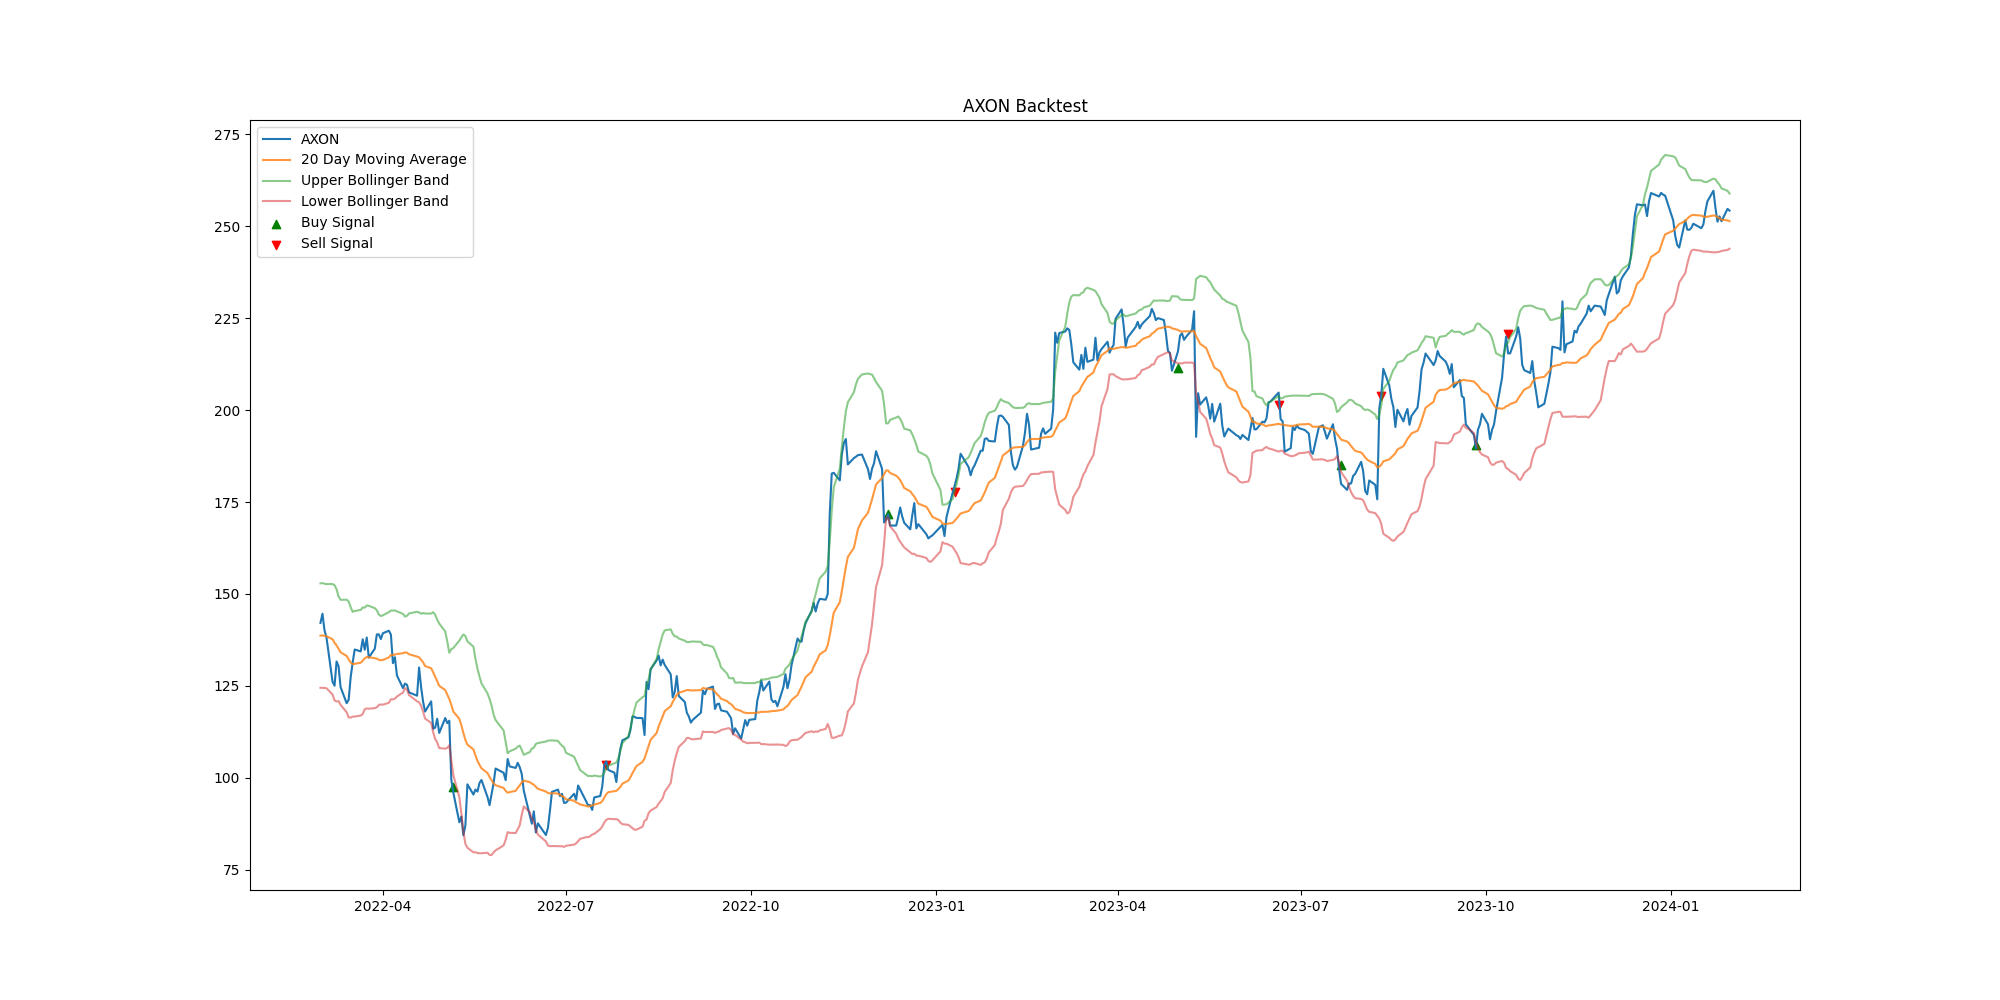 AXON Backtest
AXON
20 Day Moving Average
Upper Bollinger Band
Lower Bollinger Band
Buy Signal
Sell Signal
275
250
225
200
175
150
125
100
75
2022-04 2022-07 2022-10 2023-01 2023-04 2023-07 2023-10 2024-01